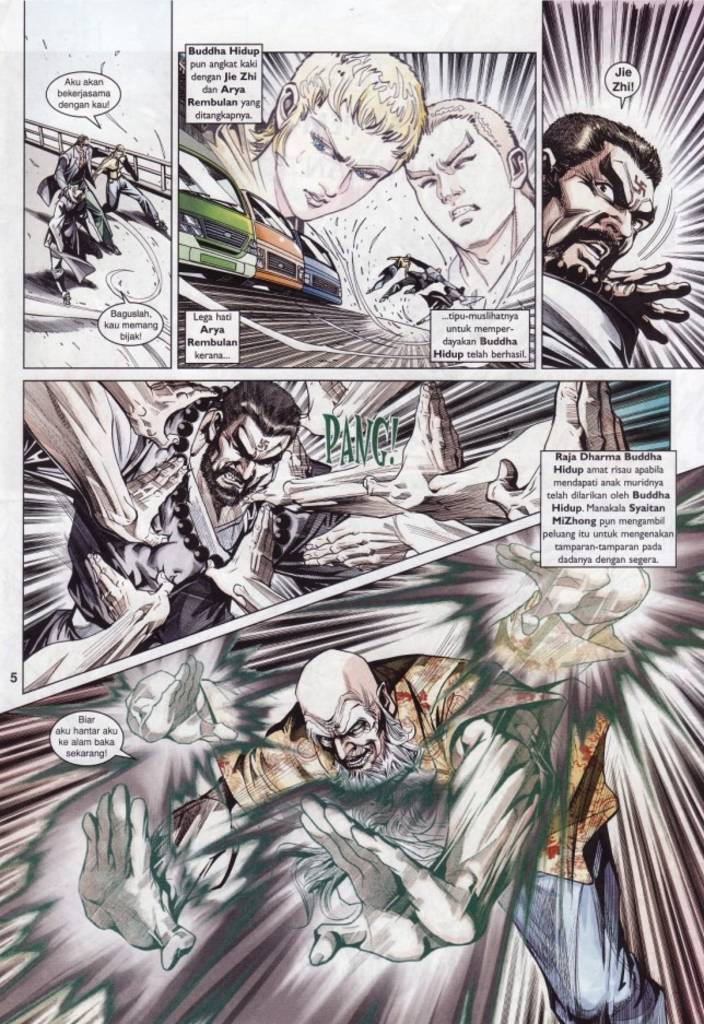 Aku akan
bekerjasama
dengan kau!
Baguslah,
kau memang
bijak!
Buddha Hidup
pun angkat kaki
dengan Jie Zhi
dan Arya
Rembulan yang
ditangkapnya.
Lega hati
Arya
Rembulan
kerana...
...tipu-muslihatnya
untuk memper-
dayakan Buddha
Hidup telah berhasil.
Jie
Zhi!
PANG!
Raja Dharma Buddha
Hidup amat risau apabila
mendapati anak muridnya
telah dilarikan oleh Buddha
Hidup. Manakala Syaitan
MiZhong pun mengambil
peluang itu untuk mengenakan
tamparan-tamparan pada
dadanya dengan segera.
5
Biar
aku hantar aku
ke alam baka
sekarang!